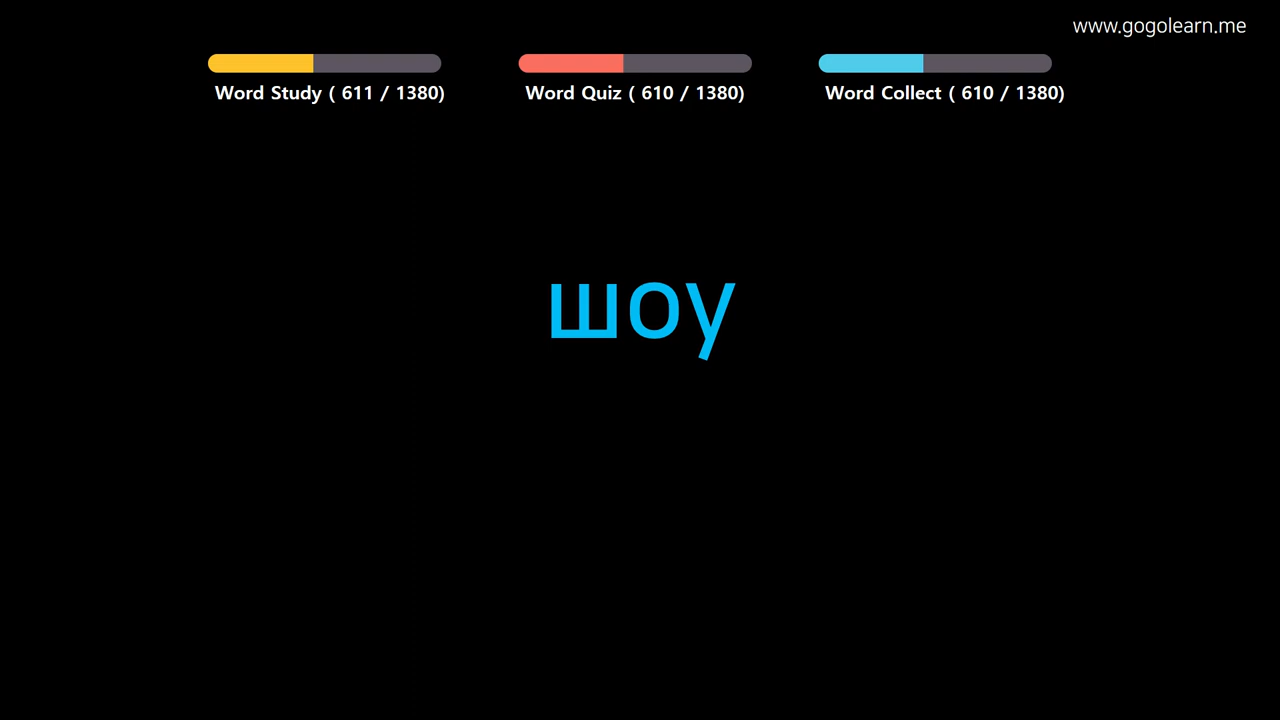 www.gogolearn.me
Word Study ( 611 / 1380)
Word Quiz ( 610 / 1380)
Word Collect ( 610 / 1380)
шоу